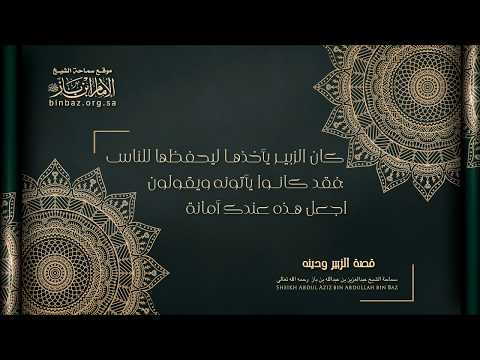 موقع سماحة الشيخ
الإمام ابن باز
binbaz.org.sa
كان الزبير يأخذها ليحفظها للناس
فقد كانوا يأتونه ويقولون
اجعل هذه عندك أمانة
قصة الزبير ودينه
سماحة الشيخ عبدالعزيز بن عبدالله بن باز رحمه الله تعالى
Sheikh Abdul Aziz bin Abdullah bin Baz